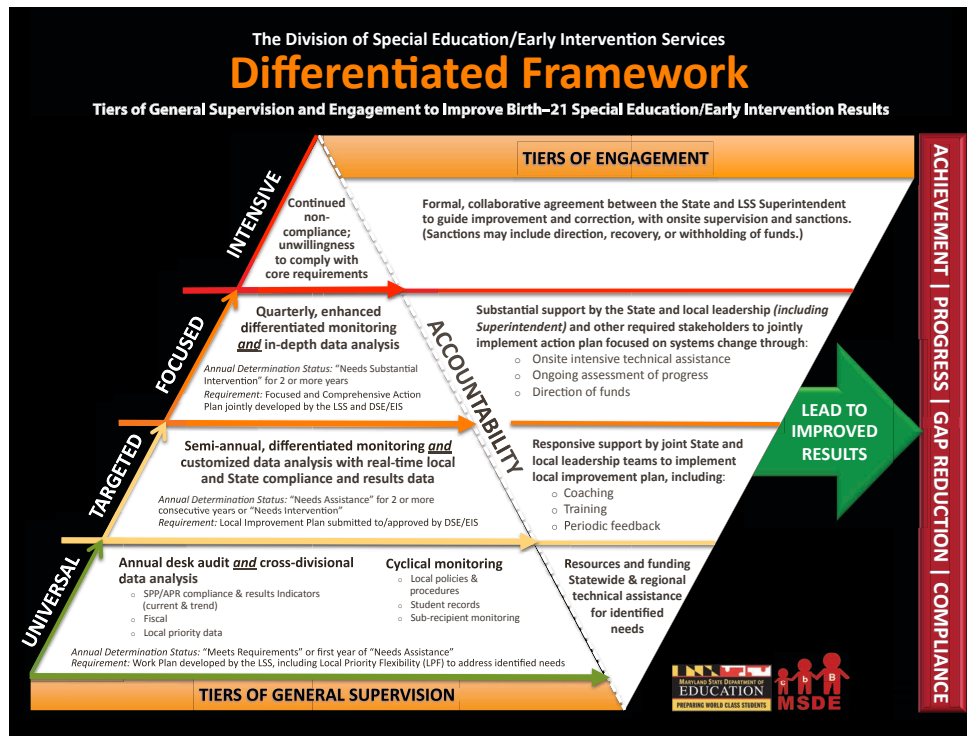 The Division of Special Education/Early Intervention Services
Differentiated Framework
Tiers of General Supervision and Engagement to Improve Birth–21 Special Education/Early Intervention Results
TIERS OF ENGAGEMENT
INTENSIVE
Continued
non-
compliance;
unwillingness
to comply with
core requirements
Formal, collaborative agreement between the State and LSS Superintendent
to guide improvement and correction, with onsite supervision and sanctions.
(Sanctions may include direction, recovery, or withholding of funds.)
FOCUSED
Quarterly, enhanced
differentiated monitoring
and in-depth data analysis
Annual Determination Status: “Needs Substantial
Intervention” for 2 or more years
Requirement: Focused and Comprehensive Action
Plan jointly developed by the LSS and DSE/EIS
ACCOUNTABILITY
Substantial support by the State and local leadership (including
Superintendent) and other required stakeholders to jointly
implement action plan focused on systems change through:
o Onsite intensive technical assistance
o Ongoing assessment of progress
o Direction of funds
TARGETED
Semi-annual, differentiated monitoring and
customized data analysis with real-time local
and State compliance and results data
Annual Determination Status: “Needs Assistance” for 2 or more
consecutive years or “Needs Intervention”
Requirement: Local Improvement Plan submitted to/approved by DSE/EIS
Responsive support by joint State and
local leadership teams to implement
local improvement plan, including:
o Coaching
o Training
o Periodic feedback
UNIVERSAL
Annual desk audit and cross-divisional
data analysis
o SPP/APR compliance & results Indicators
(current & trend)
o Fiscal
o Local priority data
Cyclical monitoring
o Local policies &
procedures
o Student records
o Sub-recipient monitoring
Annual Determination Status: “Meets Requirements” or first year of “Needs Assistance”
Requirement: Work Plan developed by the LSS, including Local Priority Flexibility (LPF) to address identified needs
Resources and funding
Statewide & regional
technical assistance
for identified
needs
TIERS OF GENERAL SUPERVISION
LEAD TO
IMPROVED
RESULTS
ACHIEVEMENT | PROGRESS | GAP REDUCTION | COMPLIANCE
MARYLAND STATE DEPARTMENT OF
EDUCATION
PREPARING WORLD CLASS STUDENTS
c b B
MSDE